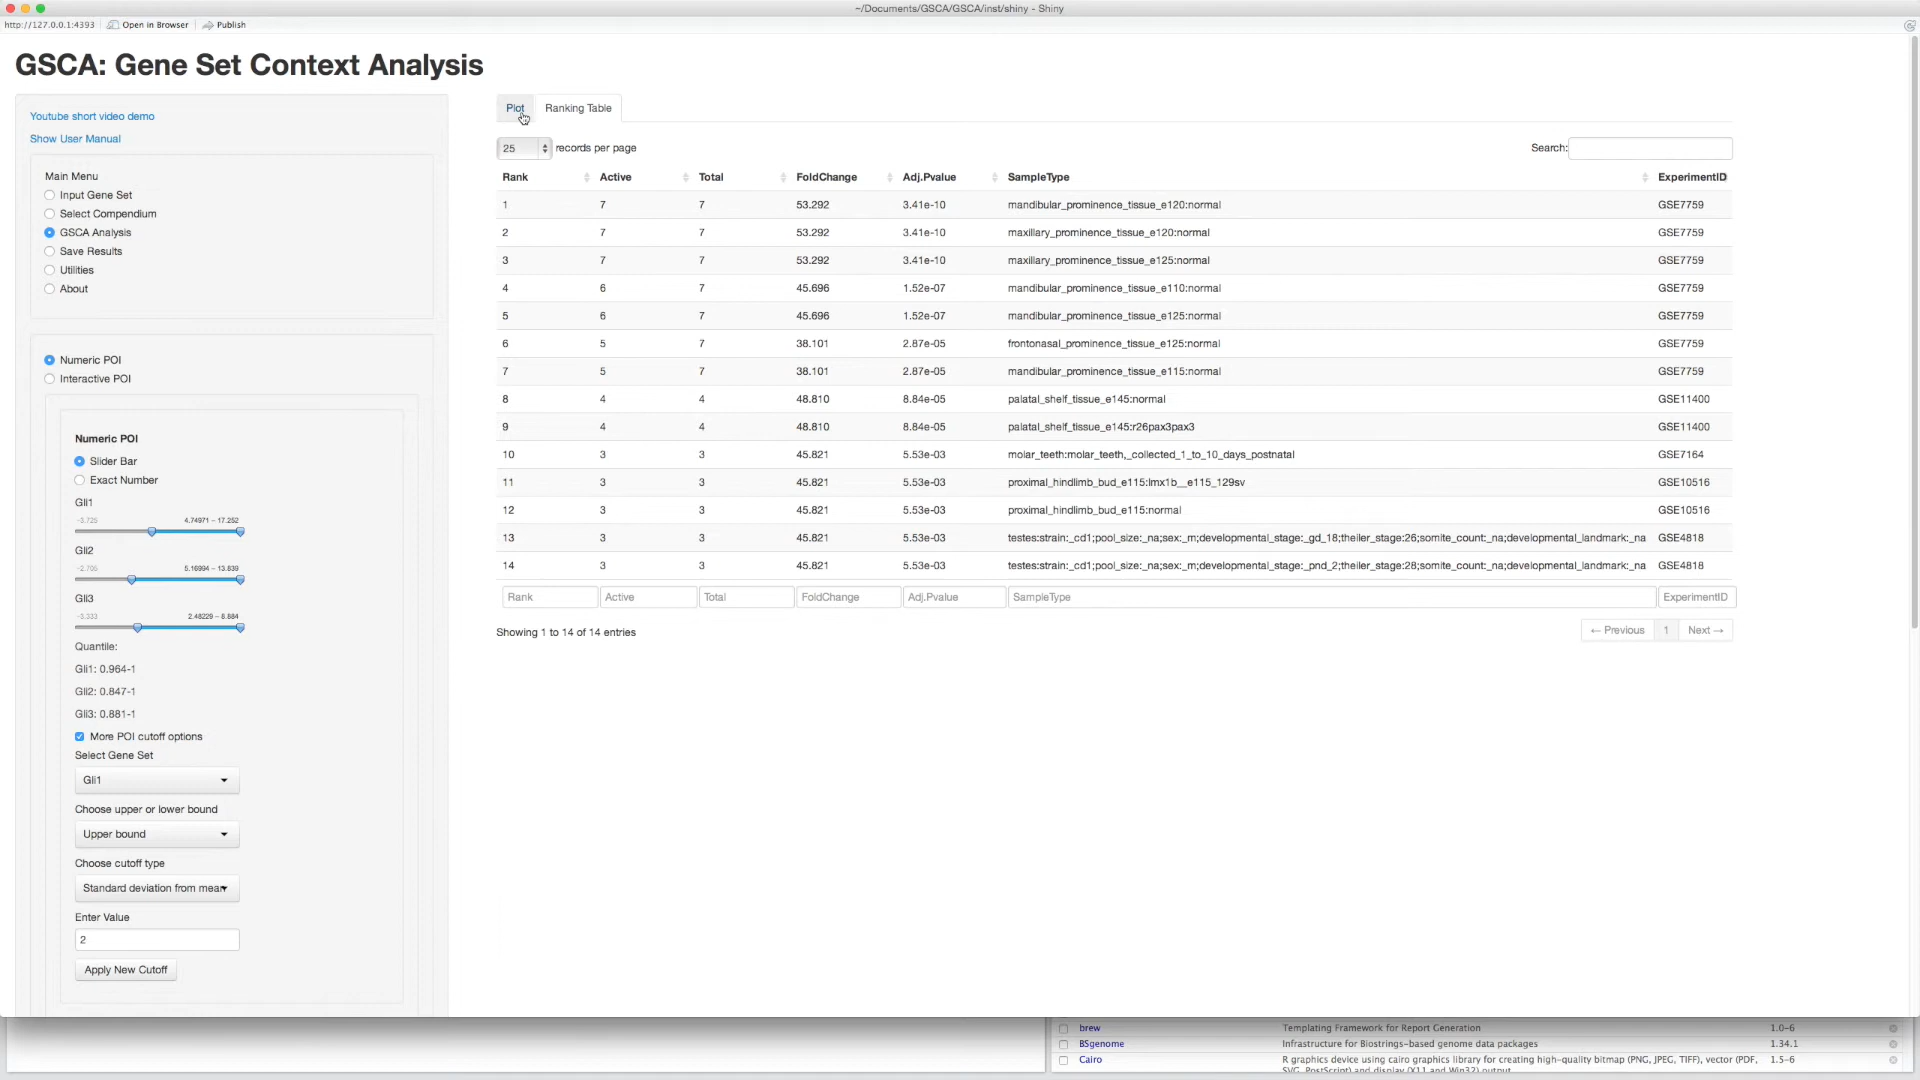 ~/Documents/GSCA/GSCA/inst/shiny - Shiny
http://127.0.0.1:4393 Open in Browser Publish
GSCA: Gene Set Context Analysis
Youtube short video demo
Show User Manual
Main Menu
Input Gene Set
Select Compendium
GSCA Analysis
Save Results
Utilities
About
Numeric POI
Interactive POI
Numeric POI
Slider Bar
Exact Number
Gli1
-3.725 4.74971 – 17.252
Gli2
-2.705 5.16994 – 13.839
Gli3
-3.333 2.48229 – 8.884
Quantile:
Gli1: 0.964-1
Gli2: 0.847-1
Gli3: 0.881-1
More POI cutoff options
Select Gene Set
Gli1
Choose upper or lower bound
Upper bound
Choose cutoff type
Standard deviation from mean
Enter Value
2
Apply New Cutoff
Plot Ranking Table
25 records per page Search:
Rank Active Total FoldChange Adj.Pvalue SampleType ExperimentID
1 7 7 53.292 3.41e-10 mandibular_prominence_tissue_e120:normal GSE7759
2 7 7 53.292 3.41e-10 maxillary_prominence_tissue_e120:normal GSE7759
3 7 7 53.292 3.41e-10 maxillary_prominence_tissue_e125:normal GSE7759
4 6 7 45.696 1.52e-07 mandibular_prominence_tissue_e110:normal GSE7759
5 6 7 45.696 1.52e-07 mandibular_prominence_tissue_e125:normal GSE7759
6 5 7 38.101 2.87e-05 frontonasal_prominence_tissue_e125:normal GSE7759
7 5 7 38.101 2.87e-05 mandibular_prominence_tissue_e115:normal GSE7759
8 4 4 48.810 8.84e-05 palatal_shelf_tissue_e145:normal GSE11400
9 4 4 48.810 8.84e-05 palatal_shelf_tissue_e145:r26pax3pax3 GSE11400
10 3 3 45.821 5.53e-03 molar_teeth:molar_teeth,_collected_1_to_10_days_postnatal GSE7164
11 3 3 45.821 5.53e-03 proximal_hindlimb_bud_e115:lmx1b__e115_129sv GSE10516
12 3 3 45.821 5.53e-03 proximal_hindlimb_bud_e115:normal GSE10516
13 3 3 45.821 5.53e-03 testes:strain:_cd1;pool_size:_na;sex:_m;developmental_stage:_gd_18;theiler_stage:26;somite_count:_na;developmental_landmark:_na GSE4818
14 3 3 45.821 5.53e-03 testes:strain:_cd1;pool_size:_na;sex:_m;developmental_stage:_pnd_2;theiler_stage:28;somite_count:_na;developmental_landmark:_na GSE4818
Rank Active Total FoldChange Adj.Pvalue SampleType ExperimentID
Showing 1 to 14 of 14 entries
← Previous 1 Next →
brew Templating Framework for Report Generation 1.0-6
BSgenome Infrastructure for Biostrings-based genome data packages 1.34.1
Cairo R graphics device using cairo graphics library for creating high-quality bitmap (PNG, JPEG, TIFF), vector (PDF, 1.5-6
SVG, PostScript) and display (X11 and Win32) output